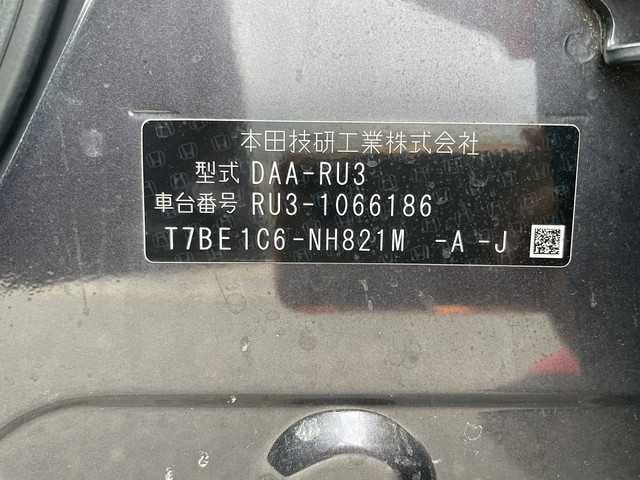 本田技研工業株式会社
型式 DAA-RU3
車台番号 RU3-1066186
T7BE1C6-NH821M -A -J